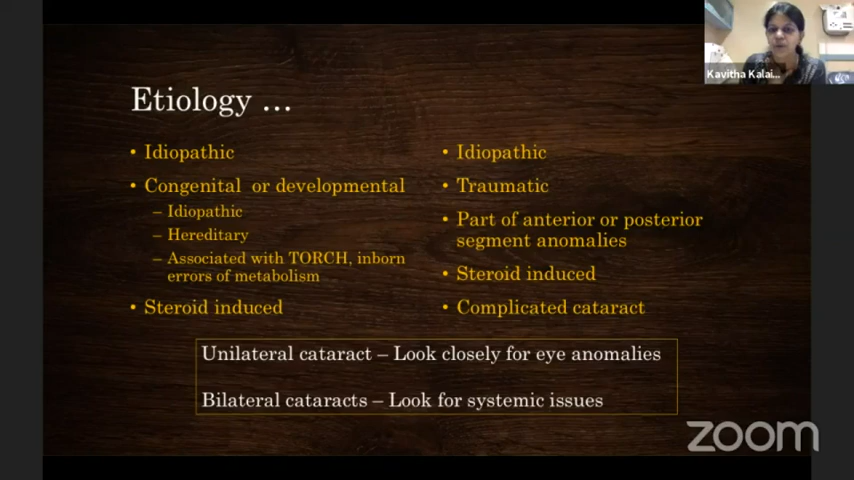 Kavitha Kalai...
Etiology ...
• Idiopathic
• Congenital or developmental
– Idiopathic
– Hereditary
– Associated with TORCH, inborn
errors of metabolism
• Steroid induced
• Idiopathic
• Traumatic
• Part of anterior or posterior
segment anomalies
• Steroid induced
• Complicated cataract
Unilateral cataract – Look closely for eye anomalies
Bilateral cataracts – Look for systemic issues
zoom